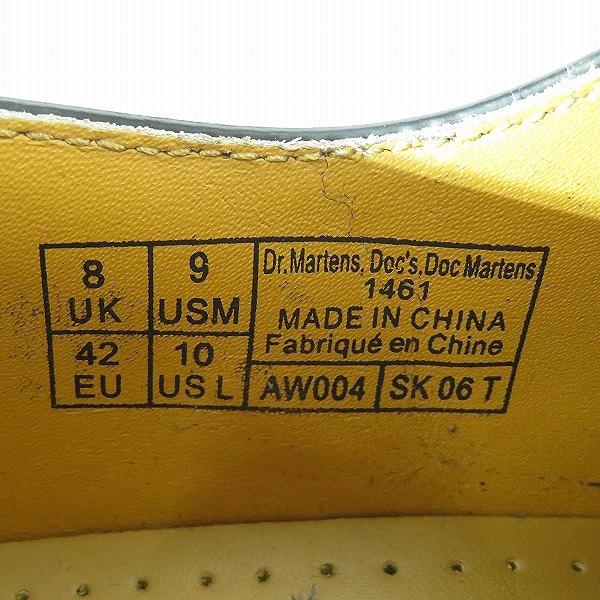 8
UK
9
USM
42
EU
10
US L
Dr.Martens, Doc's, Doc Martens
1461
MADE IN CHINA
Fabriqué en Chine
AW004
SK 06 T